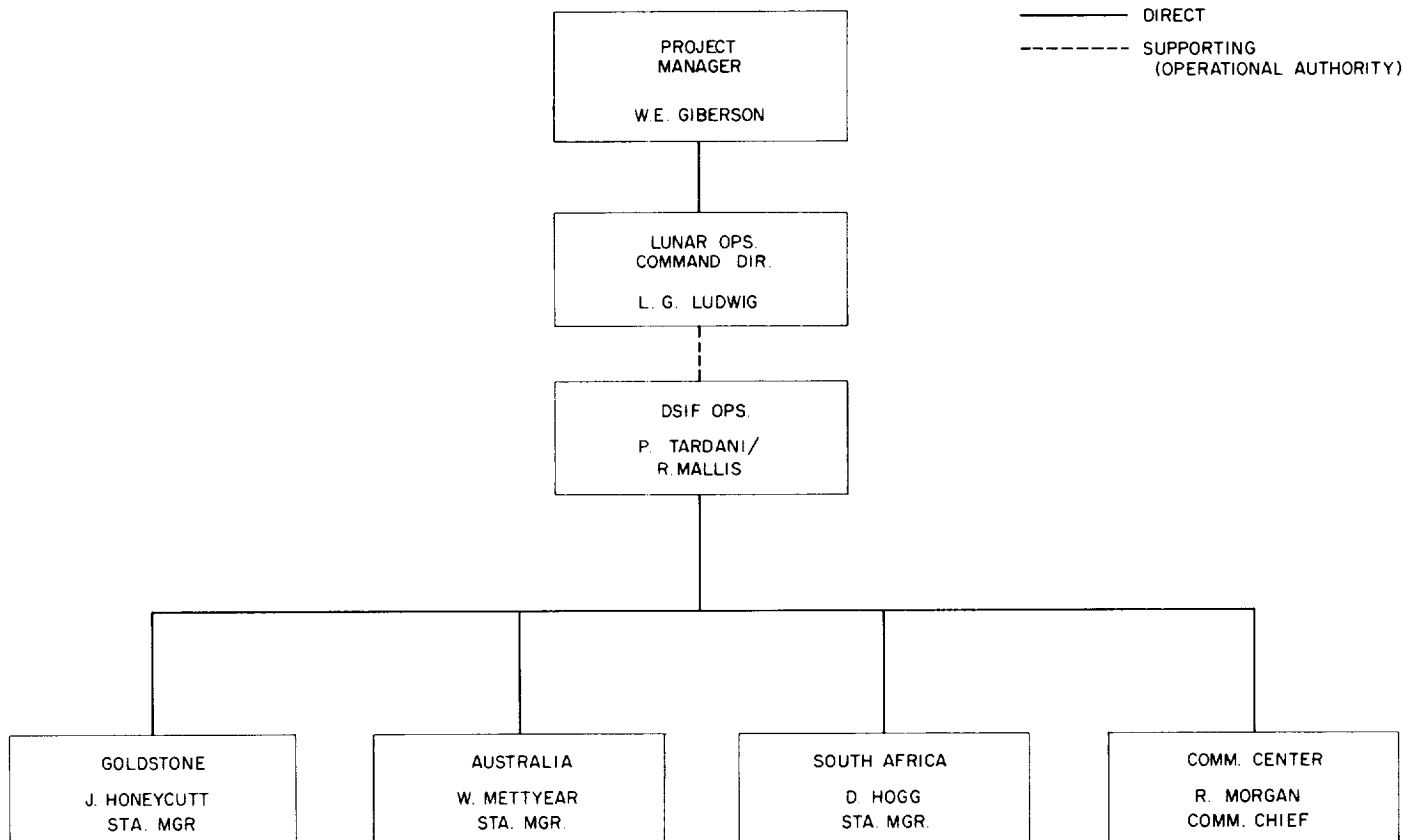 DIRECT
SUPPORTING
(OPERATIONAL AUTHORITY)
PROJECT
MANAGER
W.E. GIBERSON
LUNAR OPS.
COMMAND DIR.
L. G. LUDWIG
DSIF OPS.
P. TARDANI/
R. MALLIS
GOLDSTONE
J. HONEYCUTT
STA. MGR
AUSTRALIA
W. METTYEAR
STA. MGR.
SOUTH AFRICA
D. HOGG
STA. MGR.
COMM. CENTER
R. MORGAN
COMM. CHIEF